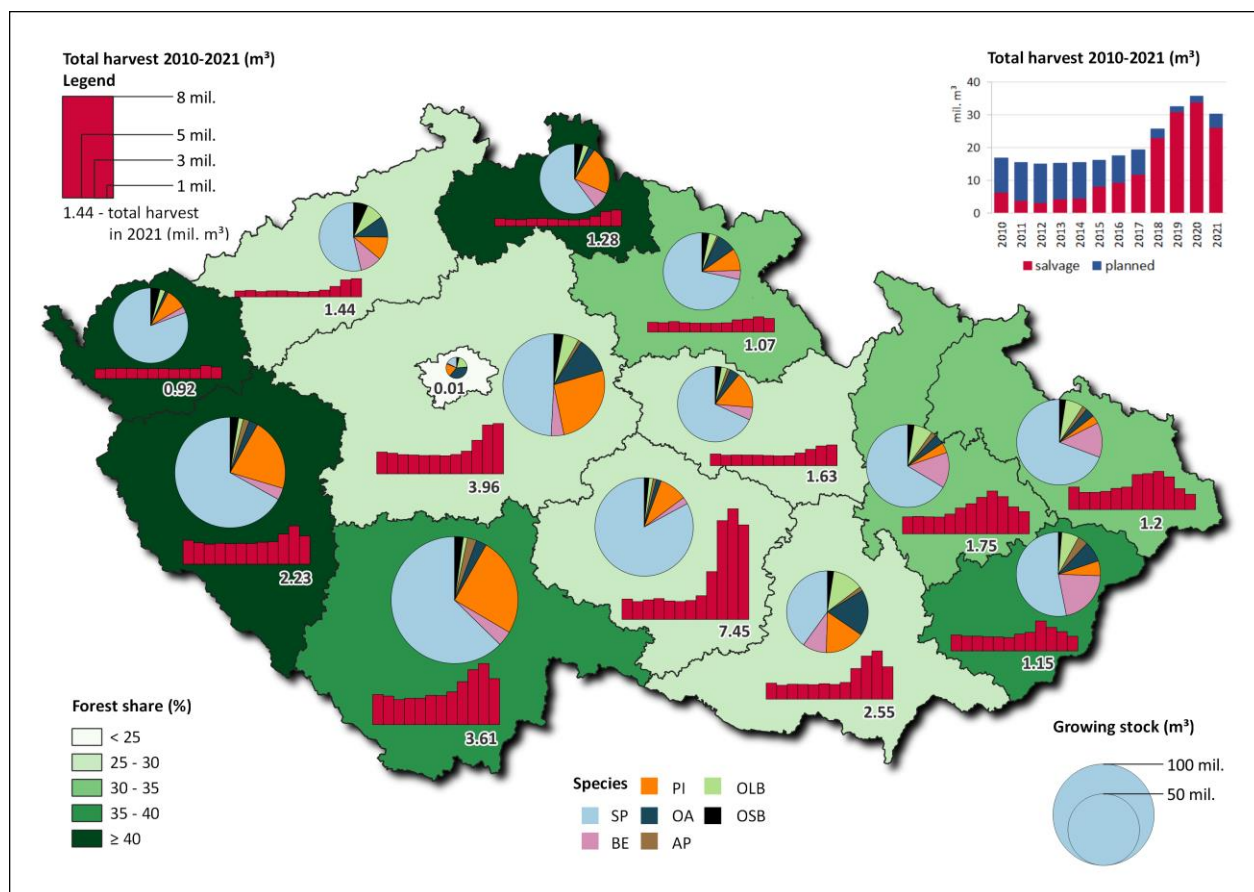 Total harvest 2010-2021 (m³)
Legend
8 mil.
5 mil.
3 mil.
1 mil.
1.44 - total harvest
in 2021 (mil. m³)
Total harvest 2010-2021 (m³)
mil. m³
40
30
20
10
0
2010
2011
2012
2013
2014
2015
2016
2017
2018
2019
2020
2021
salvage
planned
1.28
1.44
1.07
0.92
0.01
3.96
1.63
1.75
1.2
2.23
7.45
1.15
2.55
3.61
Forest share (%)
< 25
25 - 30
30 - 35
35 - 40
≥ 40
Species
PI
OLB
SP
OA
OSB
BE
AP
Growing stock (m³)
100 mil.
50 mil.